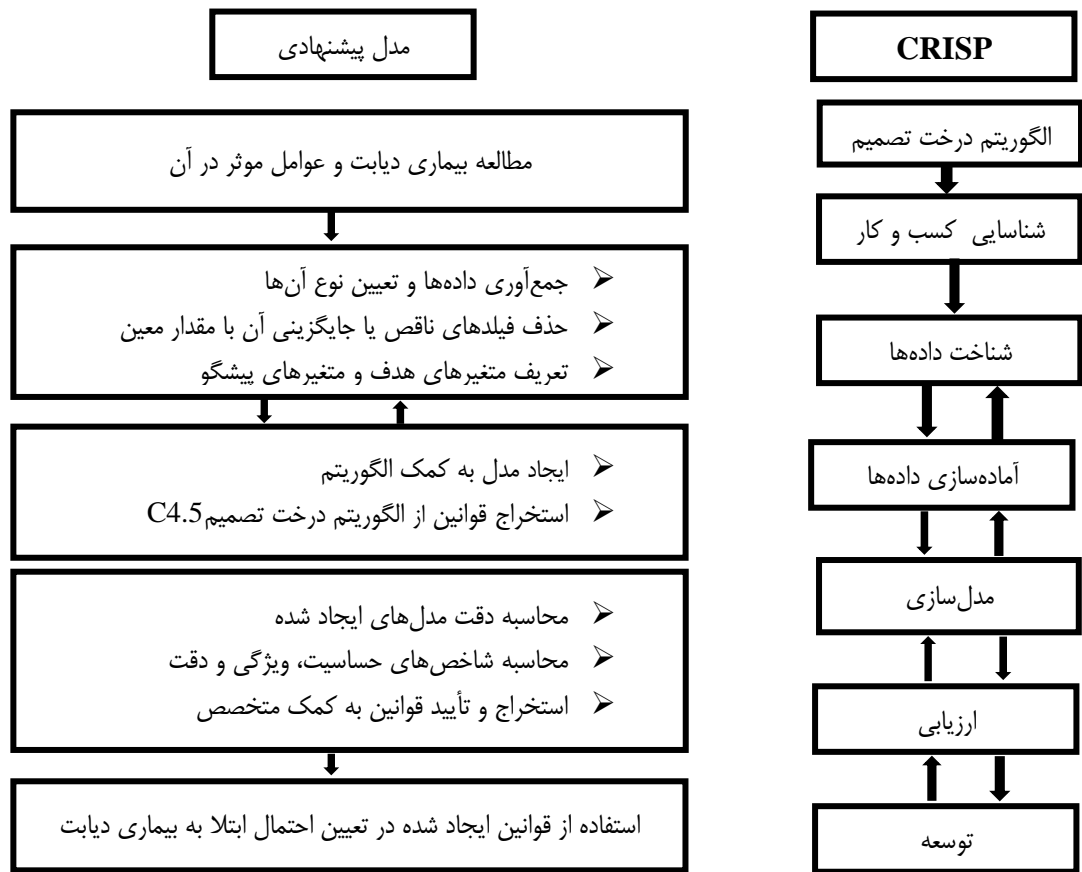 مدل پیشنهادی
مطالعه بیماری دیابت و عوامل موثر در آن
➢ جمع‌آوری داده‌ها و تعیین نوع آن‌ها
➢ حذف فیلدهای ناقص یا جایگزینی آن با مقدار معین
➢ تعریف متغیرهای هدف و متغیرهای پیشگو
➢ ایجاد مدل به کمک الگوریتم
➢ استخراج قوانین از الگوریتم درخت تصمیم C4.5
➢ محاسبه دقت مدل‌های ایجاد شده
➢ محاسبه شاخص‌های حساسیت، ویژگی و دقت
➢ استخراج و تأیید قوانین به کمک متخصص
استفاده از قوانین ایجاد شده در تعیین احتمال ابتلا به بیماری دیابت
CRISP
الگوریتم درخت تصمیم
شناسایی کسب و کار
شناخت داده‌ها
آماده‌سازی داده‌ها
مدل‌سازی
ارزیابی
توسعه